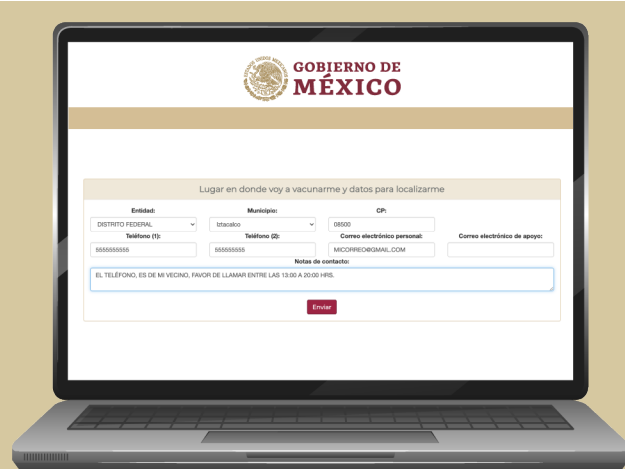 GOBIERNO DE
MÉXICO
Lugar en donde voy a vacunarme y datos para localizarme
Entidad: Municipio: CP:
DISTRITO FEDERAL Iztacalco 08500
Teléfono (1): Teléfono (2): Correo electrónico personal: Correo electrónico de apoyo:
5555555555 555555555 MICORREO@GMAIL.COM
Notas de contacto:
EL TELÉFONO, ES DE MI VECINO, FAVOR DE LLAMAR ENTRE LAS 13:00 A 20:00 HRS.
Enviar